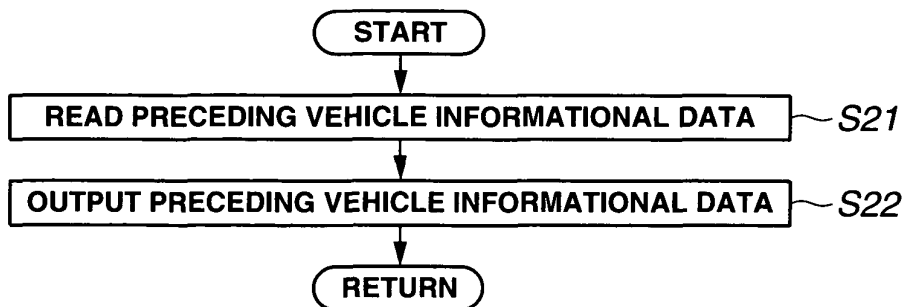 START
READ PRECEDING VEHICLE INFORMATIONAL DATA S21
OUTPUT PRECEDING VEHICLE INFORMATIONAL DATA S22
RETURN